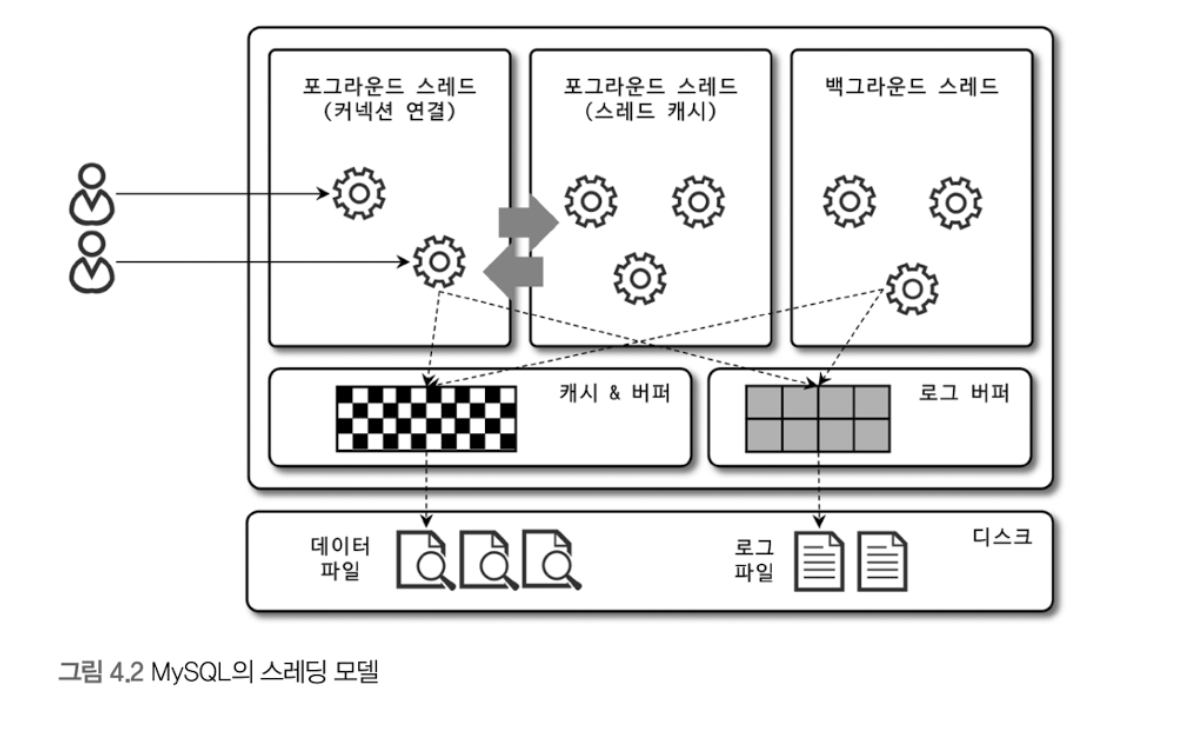 포그라운드 스레드
(커넥션 연결)
포그라운드 스레드
(스레드 캐시)
백그라운드 스레드
캐시 & 버퍼
로그 버퍼
데이터
파일
로그
파일
디스크
그림 4.2 MySQL의 스레딩 모델